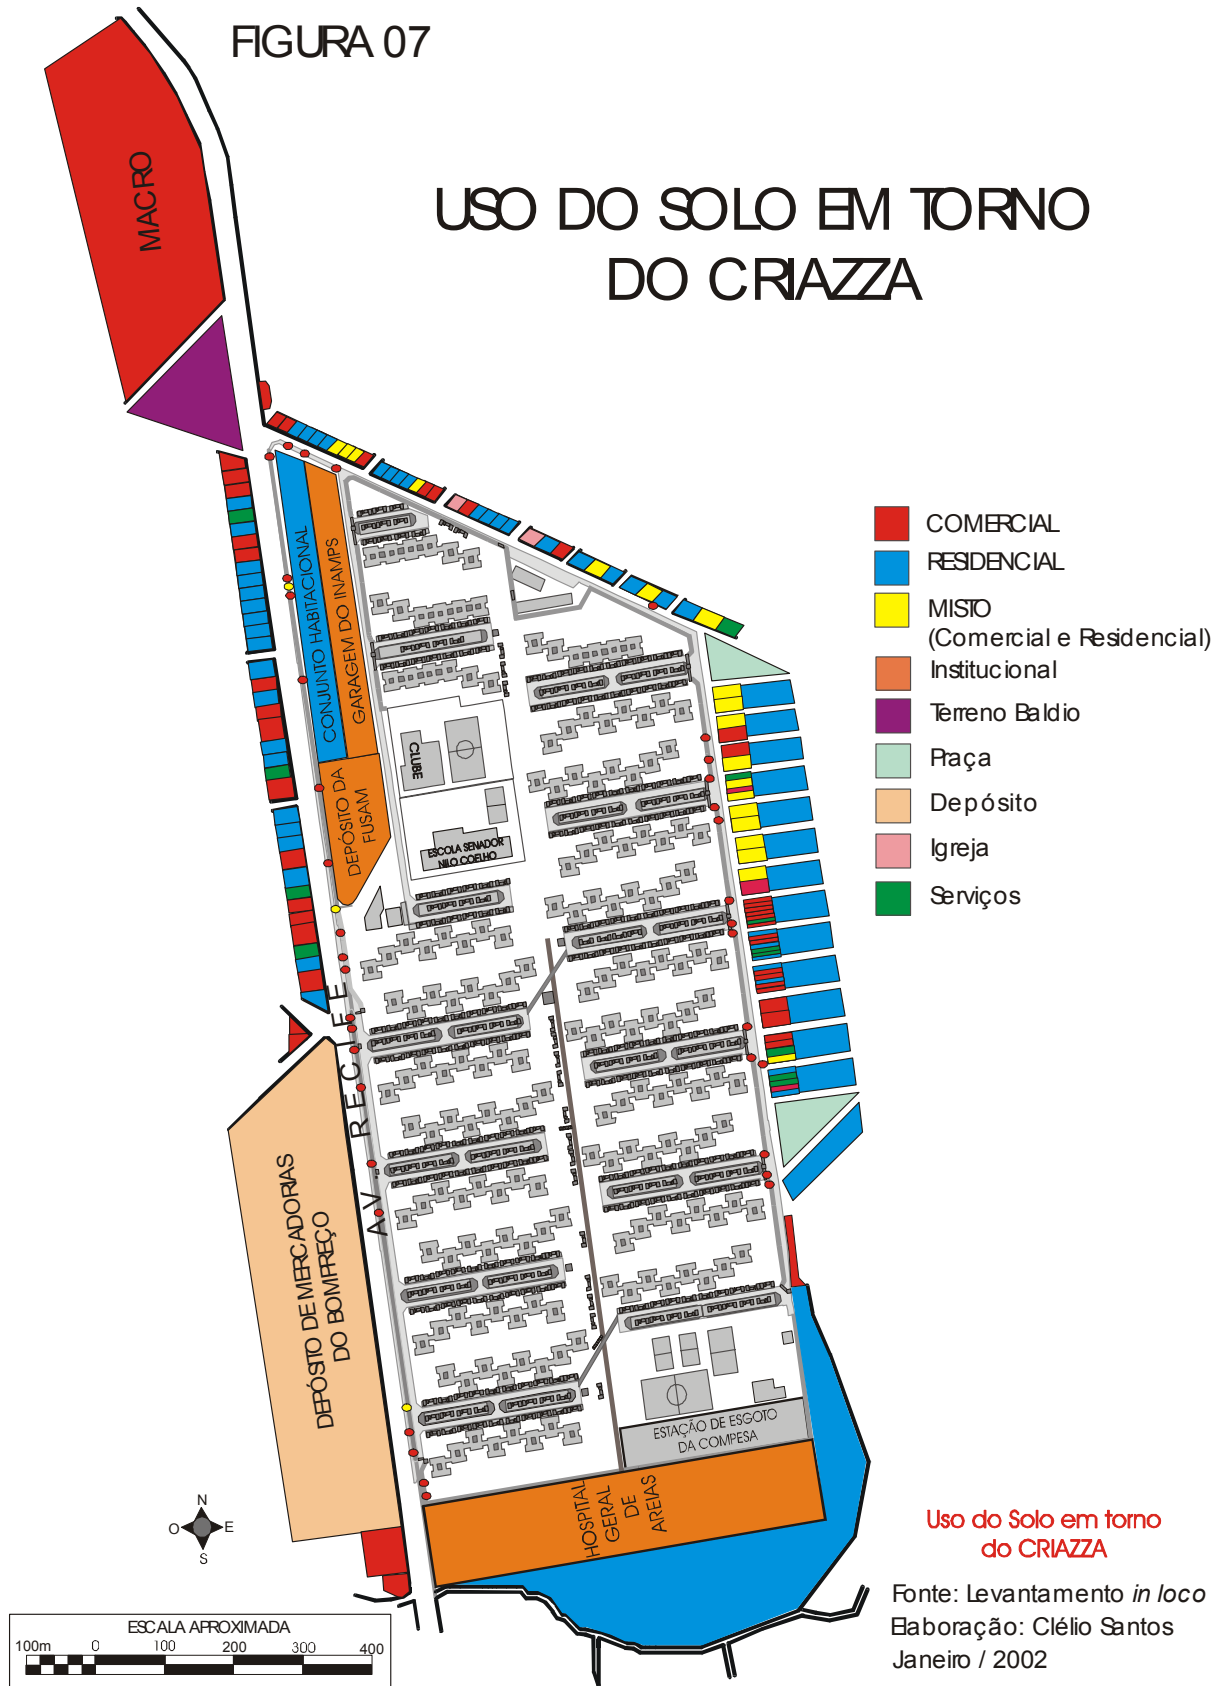 FIGURA 07
USO DO SOLO EM TORNO
DO CRIAZZA
MACRO
CONJUNTO HABITACIONAL
GARAGEM DO INAMPS
DEPÓSITO DA
FUSAM
CLUBE
ESCOLA SENADOR
NILO COELHO
AV. RECIFE
DEPÓSITO DE MERCADORIAS
DO BOMPREÇO
ESTAÇÃO DE ESGOTO
DA COMPESA
HOSPITAL
GERAL
DE
AREIAS
COMERCIAL
RESIDENCIAL
MISTO
(Comercial e Residencial)
Institucional
Terreno Baldio
Praça
Depósito
Igreja
Serviços
N
O E
S
ESCALA APROXIMADA
100m 0 100 200 300 400
Uso do Solo em torno
do CRIAZZA
Fonte: Levantamento in loco
Elaboração: Clélio Santos
Janeiro / 2002